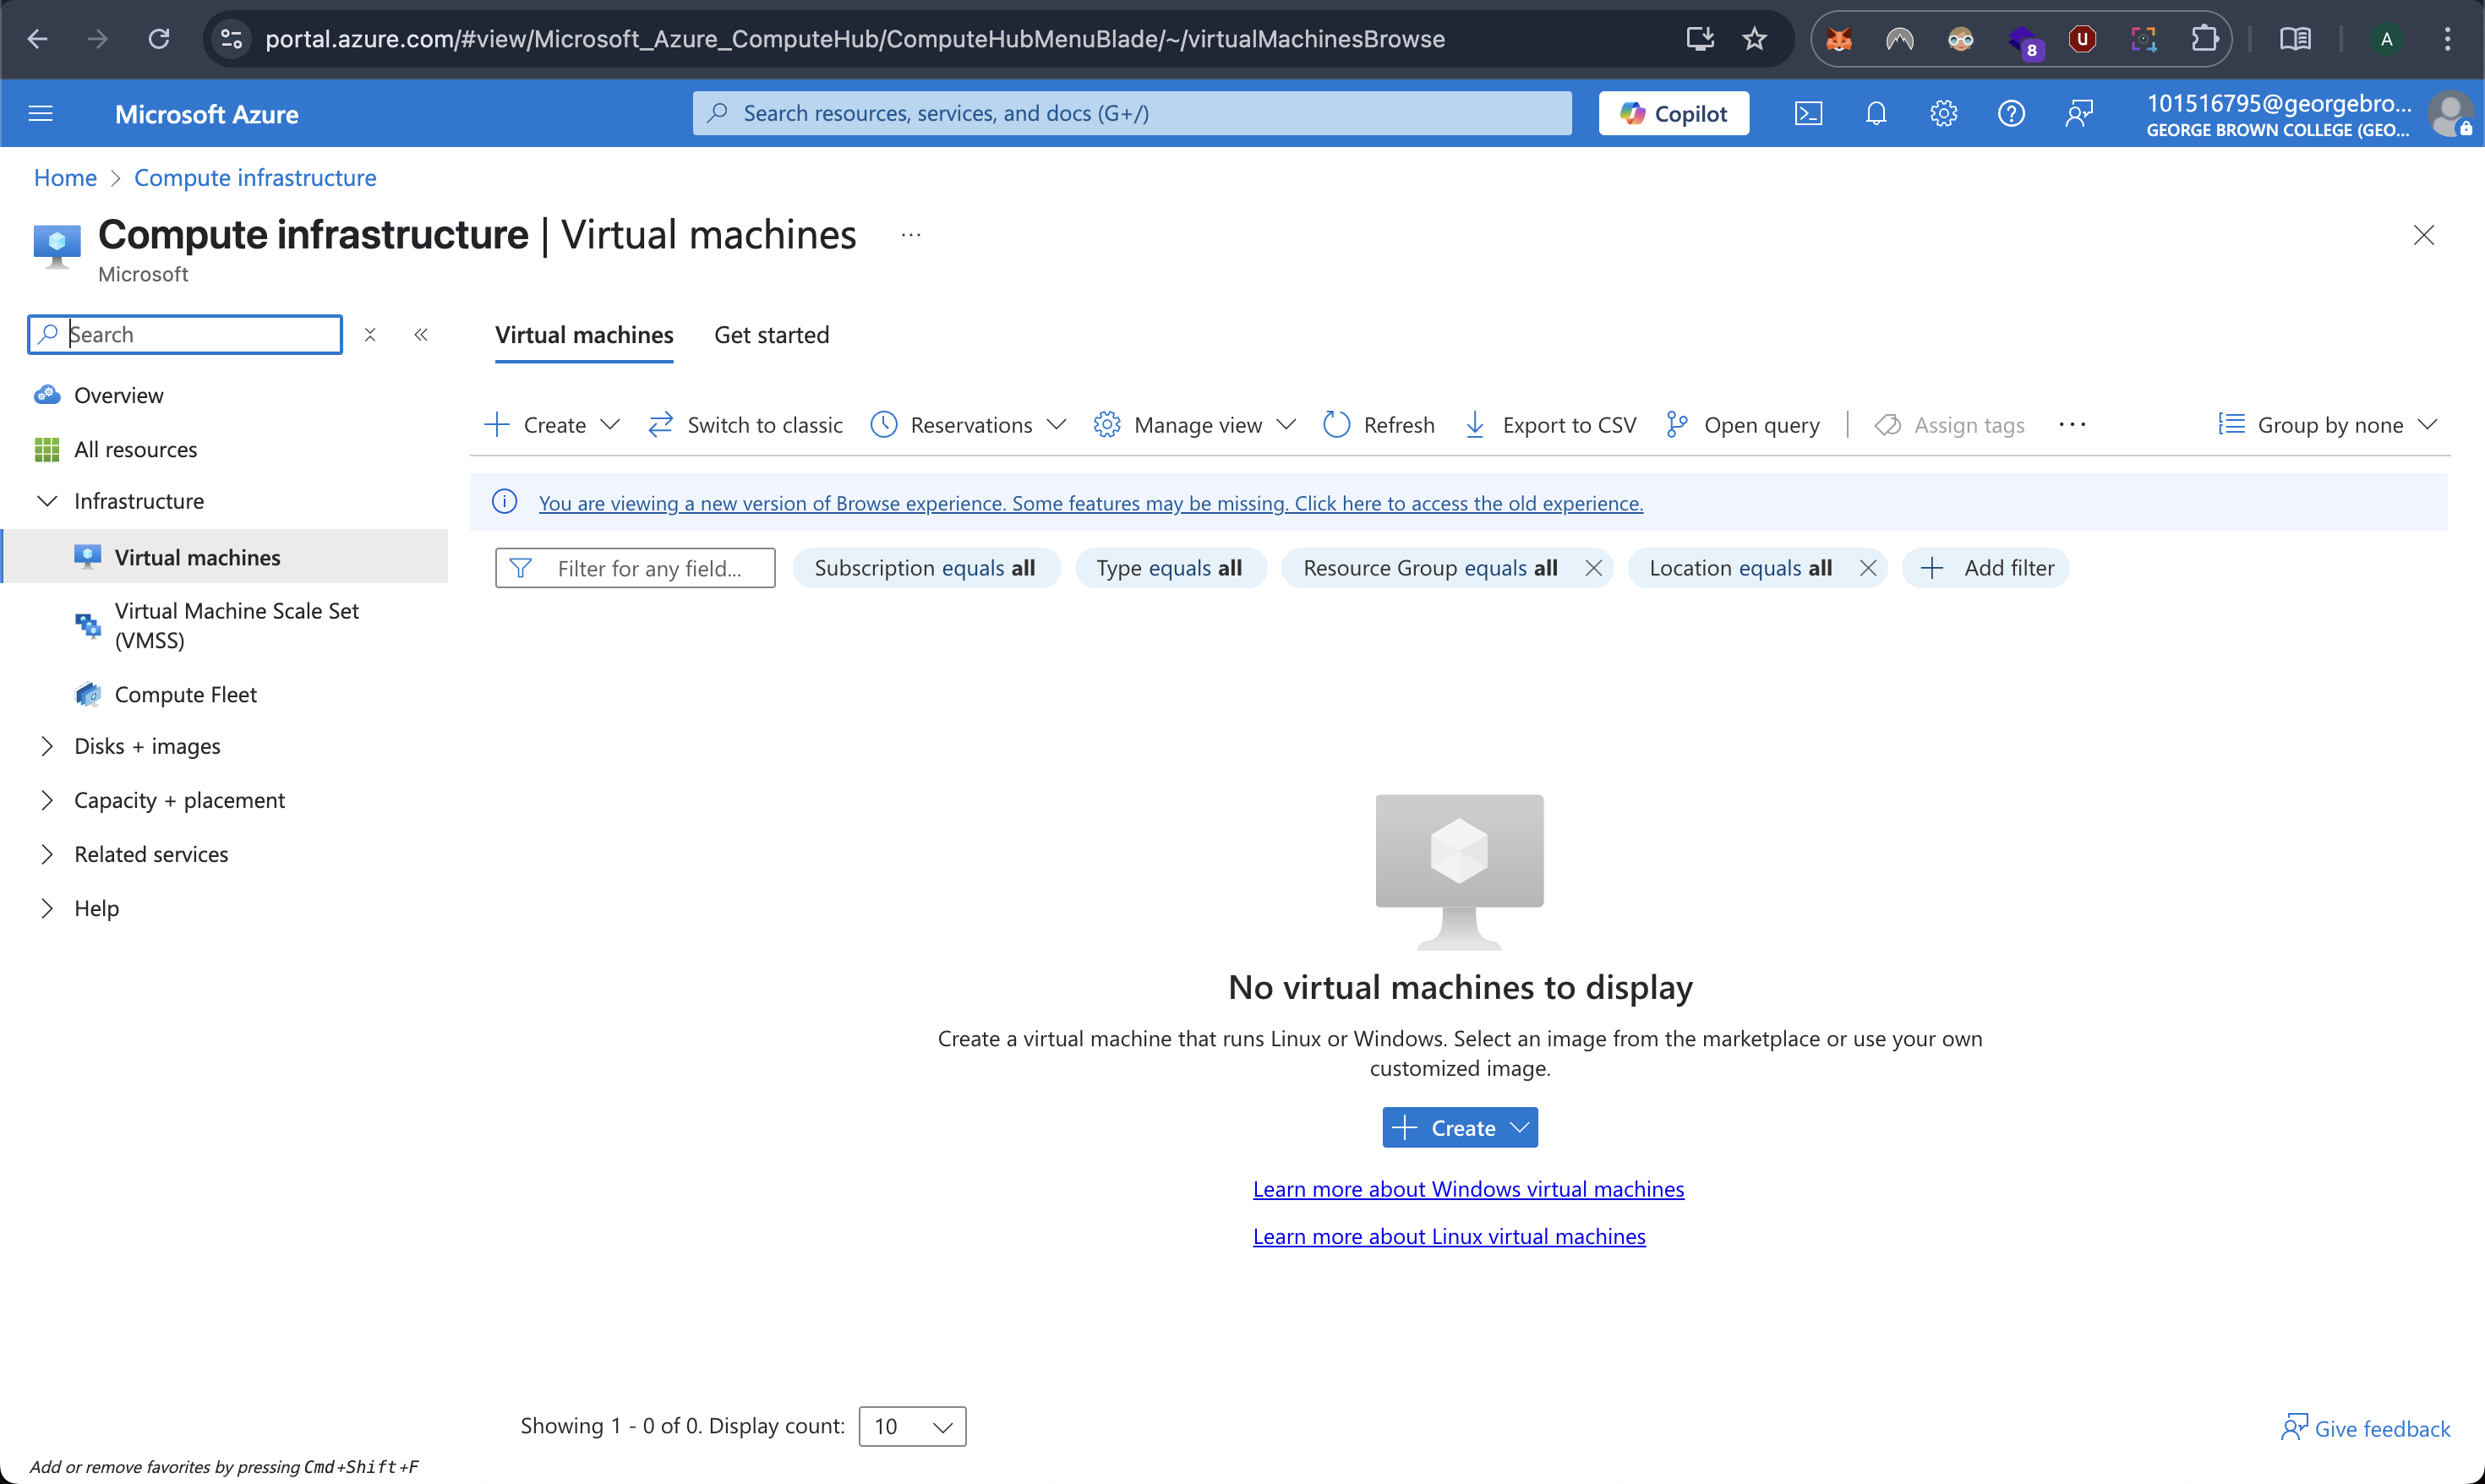 portal.azure.com/#view/Microsoft_Azure_ComputeHub/ComputeHubMenuBlade/~/virtualMachinesBrowse
8
U
A
Microsoft Azure
Search resources, services, and docs (G+/)
Copilot
101516795@georgebro...
GEORGE BROWN COLLEGE (GEO...
Home > Compute infrastructure
Compute infrastructure | Virtual machines ...
Microsoft
Search
Overview
All resources
Infrastructure
Virtual machines
Virtual Machine Scale Set
(VMSS)
Compute Fleet
Disks + images
Capacity + placement
Related services
Help
Virtual machines Get started
Create Switch to classic Reservations Manage view Refresh Export to CSV Open query Assign tags ... Group by none
You are viewing a new version of Browse experience. Some features may be missing. Click here to access the old experience.
Filter for any field... Subscription equals all Type equals all Resource Group equals all Location equals all Add filter
No virtual machines to display
Create a virtual machine that runs Linux or Windows. Select an image from the marketplace or use your own
customized image.
Create
Learn more about Windows virtual machines
Learn more about Linux virtual machines
Showing 1 - 0 of 0. Display count: 10
Give feedback
Add or remove favorites by pressing Cmd+Shift+F